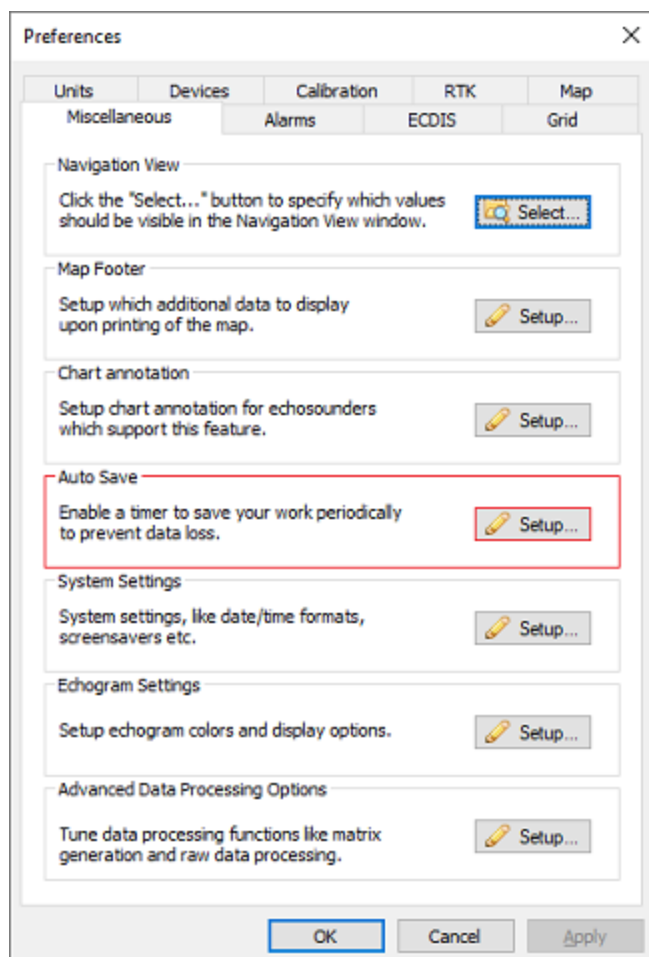 Preferences
Units Devices Calibration RTK Map
Miscellaneous Alarms ECDIS Grid
Navigation View
Click the "Select..." button to specify which values
should be visible in the Navigation View window.
Select...
Map Footer
Setup which additional data to display
upon printing of the map.
Setup...
Chart annotation
Setup chart annotation for echosounders
which support this feature.
Setup...
Auto Save
Enable a timer to save your work periodically
to prevent data loss.
Setup...
System Settings
System settings, like date/time formats,
screensavers etc.
Setup...
Echogram Settings
Setup echogram colors and display options.
Setup...
Advanced Data Processing Options
Tune data processing functions like matrix
generation and raw data processing.
Setup...
OK Cancel Apply